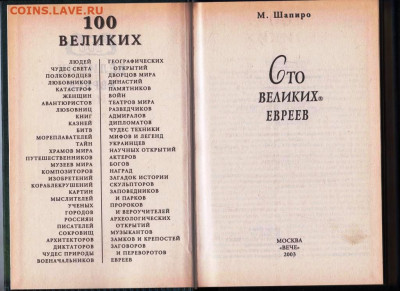 COINS.LAVE.RU
100
ВЕЛИКИХ
ЛЮДЕЙ
ЧУДЕС СВЕТА
ПОЛКОВОДЦЕВ
ЛЮБОВНИКОВ
КАТАСТРОФ
ЖЕНЩИН
АВАНТЮРИСТОВ
ЛЮБОВНИЦ
КНИГ
КАЗНЕЙ
БИТВ
МОРЕПЛАВАТЕЛЕЙ
ТАЙН
ХРАМОВ МИРА
ПУТЕШЕСТВЕННИКОВ
МУЗЕЕВ МИРА
КОМПОЗИТОРОВ
ИЗОБРЕТЕНИЙ
КОРАБЛЕКРУШЕНИЙ
КАРТИН
МЫСЛИТЕЛЕЙ
УЧЕНЫХ
ГОРОДОВ
РОССИЯН
ПИСАТЕЛЕЙ
СОКРОВИЩ
АРХИТЕКТОРОВ
ДИКТАТОРОВ
ЧУДЕС ПРИРОДЫ
ВОЕНАЧАЛЬНИКОВ
ГЕОГРАФИЧЕСКИХ
ОТКРЫТИЙ
ДВОРЦОВ МИРА
ДИНАСТИЙ
ПАМЯТНИКОВ
ВОЙН
ТЕАТРОВ МИРА
РАЗВЕДЧИКОВ
АДМИРАЛОВ
ДИПЛОМАТОВ
ЧУДЕС ТЕХНИКИ
МИФОВ И ЛЕГЕНД
УКРАИНЦЕВ
НАУЧНЫХ ОТКРЫТИЙ
АКТЕРОВ
БОГОВ
НАГРАД
ЗАГАДОК ИСТОРИИ
СКУЛЬПТОРОВ
ЗАПОВЕДНИКОВ
И ПАРКОВ
ПРОРОКОВ
И ВЕРОУЧИТЕЛЕЙ
АРХЕОЛОГИЧЕСКИХ
ОТКРЫТИЙ
МУЗЫКАНТОВ
ЗАМКОВ И КРЕПОСТЕЙ
ЗАГОВОРОВ
И ПЕРЕВОРОТОВ
ЕВРЕЕВ
М. Шапиро
Сто
ВЕЛИКИХ®
ЕВРЕЕВ
МОСКВА
«ВЕЧЕ»
2003